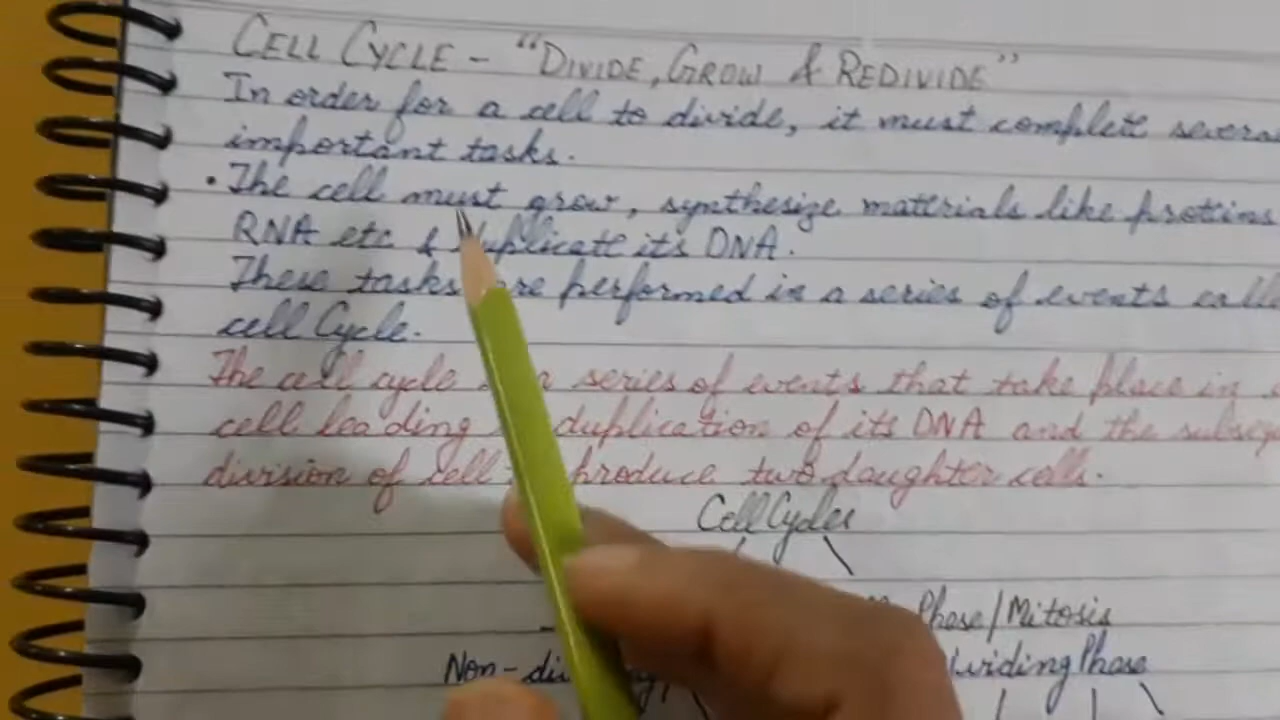 CELL CYCLE - "DIVIDE, GROW & REDIVIDE"
In order for a cell to divide, it must complete several
important tasks.
• The cell must grow, synthesize materials like proteins
RNA etc & duplicate its DNA.
These tasks are performed in a series of events
cell Cycle.
The cell cycle a series of events that take place in
cell leading duplication of its DNA and the
division of cell produce two daughter cells.
Cell Cycles
Phase/Mitosis
Non-dividing Dividing Phase